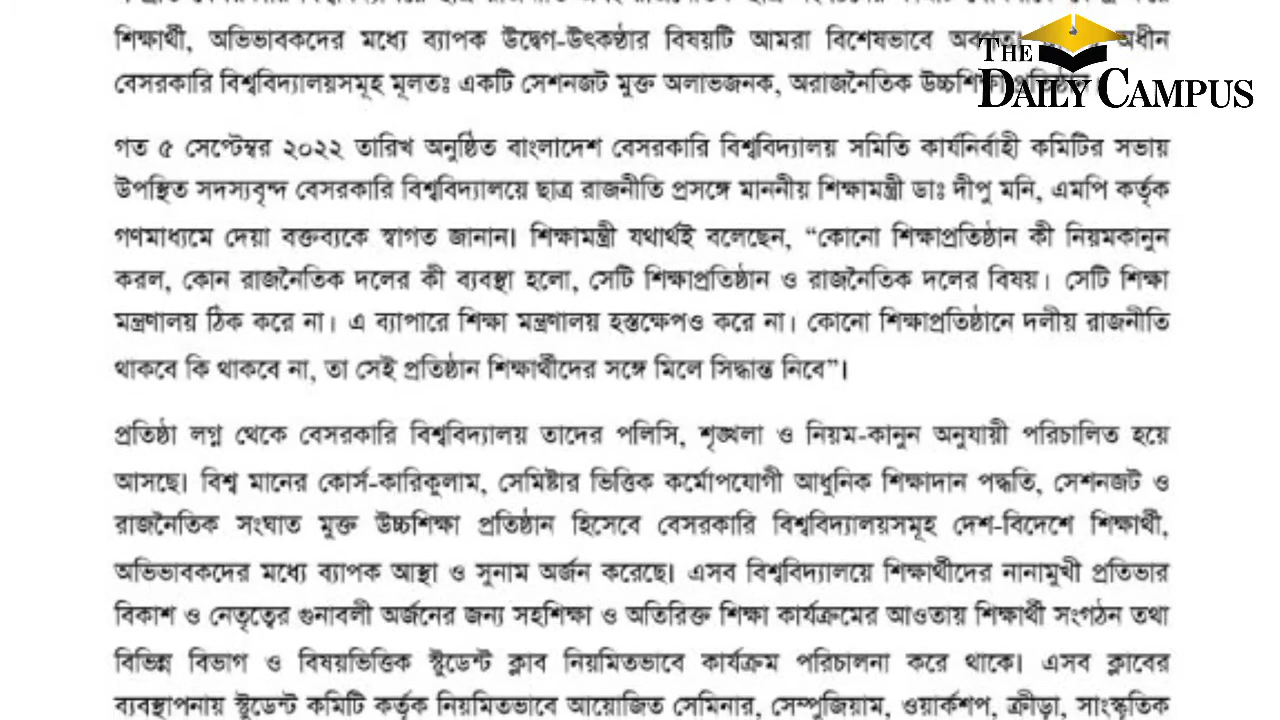 শিক্ষার্থী, অভিভাবকদের মধ্যে ব্যাপক উদ্বেগ-উৎকণ্ঠার বিষয়টি আমরা বিশেষভাবে অধীন
বেসরকারি বিশ্ববিদ্যালয়সমূহ মূলতঃ একটি সেশনজট মুক্ত অলাভজনক, অরাজনৈতিক উচ্চশিক্ষা
THE
DAILY CAMPUS
গত ৫ সেপ্টেম্বর ২০২২ তারিখ অনুষ্ঠিত বাংলাদেশ বেসরকারি বিশ্ববিদ্যালয় সমিতি কার্যনির্বাহী কমিটির সভায়
উপস্থিত সদস্যবৃন্দ বেসরকারি বিশ্ববিদ্যালয়ে ছাত্র রাজনীতি প্রসঙ্গে মাননীয় শিক্ষামন্ত্রী ডাঃ দীপু মনি, এমপি কর্তৃক
গণমাধ্যমে দেয়া বক্তব্যকে স্বাগত জানান। শিক্ষামন্ত্রী যথার্থই বলেছেন, “কোনো শিক্ষাপ্রতিষ্ঠান কী নিয়মকানুন
করল, কোন রাজনৈতিক দলের কী ব্যবস্থা হলো, সেটি শিক্ষাপ্রতিষ্ঠান ও রাজনৈতিক দলের বিষয়। সেটি শিক্ষা
মন্ত্রণালয় ঠিক করে না। এ ব্যাপারে শিক্ষা মন্ত্রণালয় হস্তক্ষেপও করে না। কোনো শিক্ষাপ্রতিষ্ঠানে দলীয় রাজনীতি
থাকবে কি থাকবে না, তা সেই প্রতিষ্ঠান শিক্ষার্থীদের সঙ্গে মিলে সিদ্ধান্ত নিবে”।
প্রতিষ্ঠা লগ্ন থেকে বেসরকারি বিশ্ববিদ্যালয় তাদের পলিসি, শৃঙ্খলা ও নিয়ম-কানুন অনুযায়ী পরিচালিত হয়ে
আসছে। বিশ্ব মানের কোর্স-কারিকুলাম, সেমিষ্টার ভিত্তিক কর্মোপযোগী আধুনিক শিক্ষাদান পদ্ধতি, সেশনজট ও
রাজনৈতিক সংঘাত মুক্ত উচ্চশিক্ষা প্রতিষ্ঠান হিসেবে বেসরকারি বিশ্ববিদ্যালয়সমূহ দেশ-বিদেশে শিক্ষার্থী,
অভিভাবকদের মধ্যে ব্যাপক আস্থা ও সুনাম অর্জন করেছে। এসব বিশ্ববিদ্যালয়ে শিক্ষার্থীদের নানামুখী প্রতিভার
বিকাশ ও নেতৃত্বের গুনাবলী অর্জনের জন্য সহশিক্ষা ও অতিরিক্ত শিক্ষা কার্যক্রমের আওতায় শিক্ষার্থী সংগঠন তথা
বিভিন্ন বিভাগ ও বিষয়ভিত্তিক স্টুডেন্ট ক্লাব নিয়মিতভাবে কার্যক্রম পরিচালনা করে থাকে। এসব ক্লাবের
ব্যবস্থাপনায় স্টুডেন্ট কমিটি কর্তৃক নিয়মিতভাবে আয়োজিত সেমিনার, সেম্পুজিয়াম, ওয়ার্কশপ, ক্রীড়া, সাংস্কৃতিক